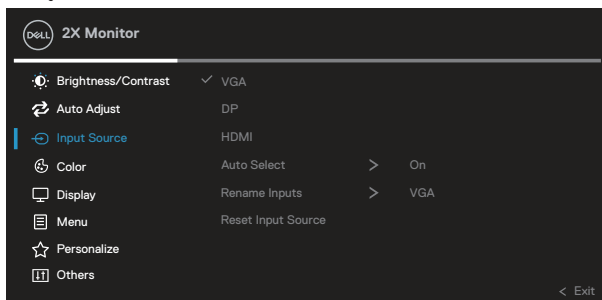 DELL 2X Monitor
Brightness/Contrast ✓ VGA
Auto Adjust DP
Input Source HDMI
Color Auto Select > On
Display Rename Inputs > VGA
Menu Reset Input Source
Personalize
Others
< Exit